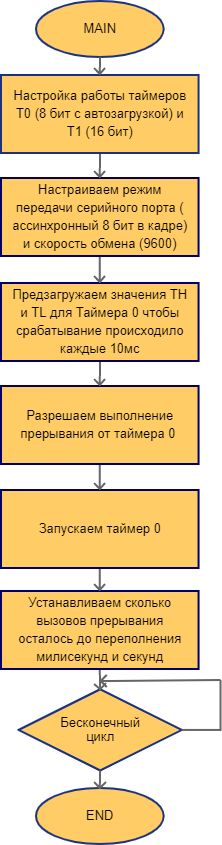 MAIN
Настройка работы таймеров
T0 (8 бит с автозагрузкой) и
T1 (16 бит)
Настраиваем режим
передачи серийного порта (
ассинхронный 8 бит в кадре)
и скорость обмена (9600)
Предзагружаем значения TH
и TL для Таймера 0 чтобы
срабатывание происходило
каждые 10мс
Разрешаем выполнение
прерывания от таймера 0
Запускаем таймер 0
Устанавливаем сколько
вызовов прерывания
осталось до переполнения
милисекунд и секунд
Бесконечный
цикл
END